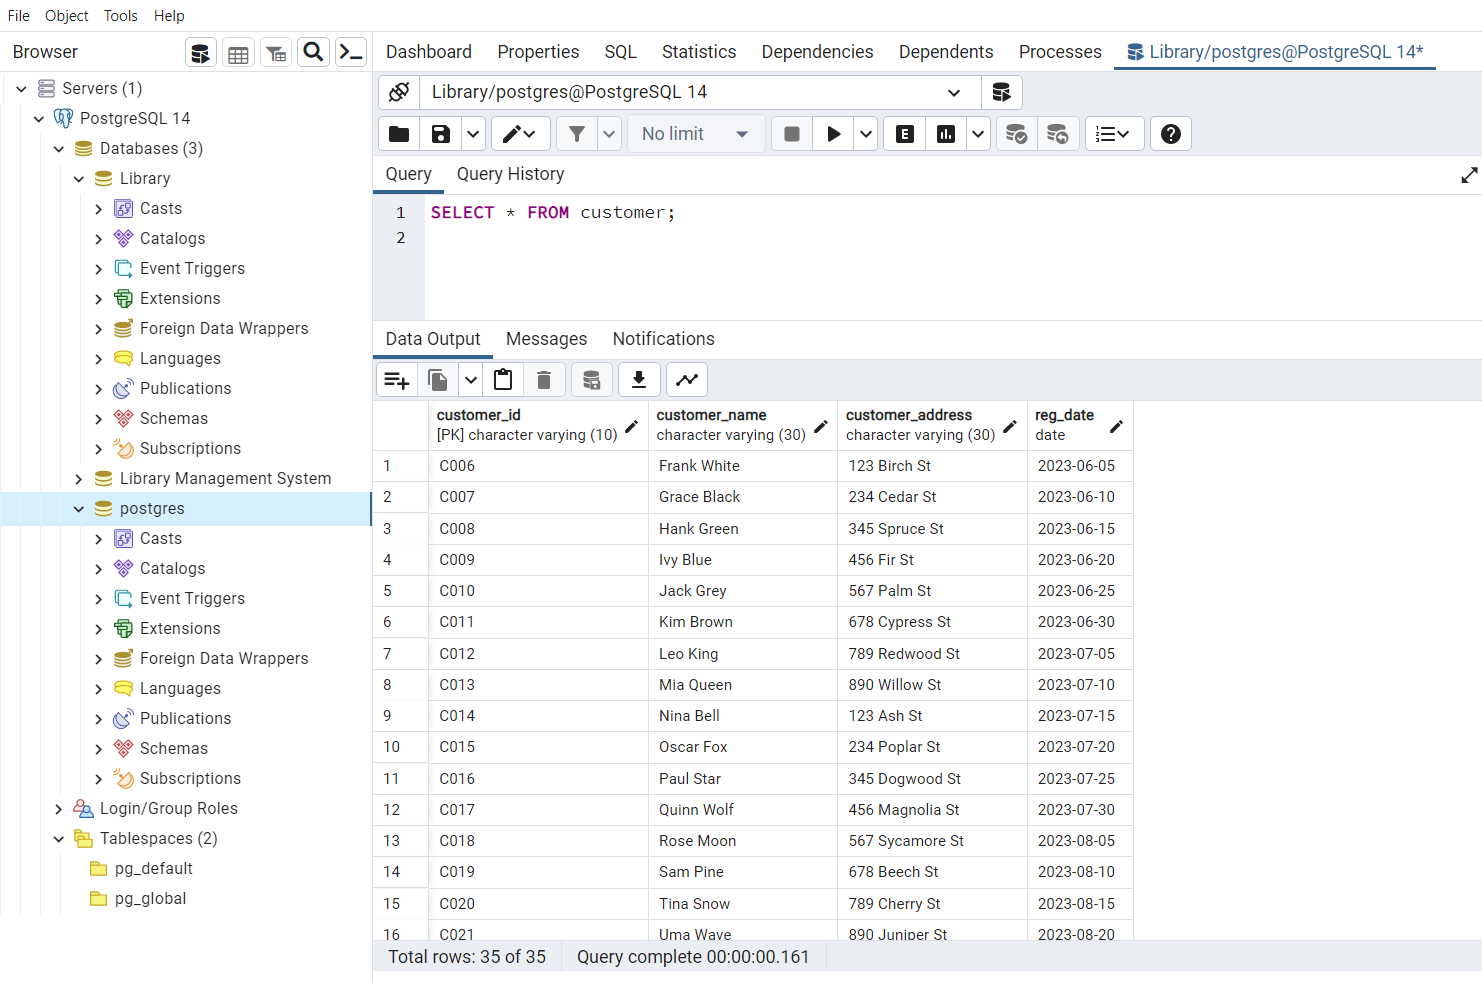 File Object Tools Help
Browser
Dashboard Properties SQL Statistics Dependencies Dependents Processes Library/postgres@PostgreSQL 14*
Servers (1)
PostgreSQL 14
Databases (3)
Library
Casts
Catalogs
Event Triggers
Extensions
Foreign Data Wrappers
Languages
Publications
Schemas
Subscriptions
Library Management System
postgres
Casts
Catalogs
Event Triggers
Extensions
Foreign Data Wrappers
Languages
Publications
Schemas
Subscriptions
Login/Group Roles
Tablespaces (2)
pg_default
pg_global
Library/postgres@PostgreSQL 14
No limit E ?
Query Query History
1 SELECT * FROM customer;
2
Data Output Messages Notifications
customer_id customer_name customer_address reg_date
[PK] character varying (10) character varying (30) character varying (30) date
1 C006 Frank White 123 Birch St 2023-06-05
2 C007 Grace Black 234 Cedar St 2023-06-10
3 C008 Hank Green 345 Spruce St 2023-06-15
4 C009 Ivy Blue 456 Fir St 2023-06-20
5 C010 Jack Grey 567 Palm St 2023-06-25
6 C011 Kim Brown 678 Cypress St 2023-06-30
7 C012 Leo King 789 Redwood St 2023-07-05
8 C013 Mia Queen 890 Willow St 2023-07-10
9 C014 Nina Bell 123 Ash St 2023-07-15
10 C015 Oscar Fox 234 Poplar St 2023-07-20
11 C016 Paul Star 345 Dogwood St 2023-07-25
12 C017 Quinn Wolf 456 Magnolia St 2023-07-30
13 C018 Rose Moon 567 Sycamore St 2023-08-05
14 C019 Sam Pine 678 Beech St 2023-08-10
15 C020 Tina Snow 789 Cherry St 2023-08-15
16 C021 Uma Wave 890 Juniper St 2023-08-20
Total rows: 35 of 35 Query complete 00:00:00.161